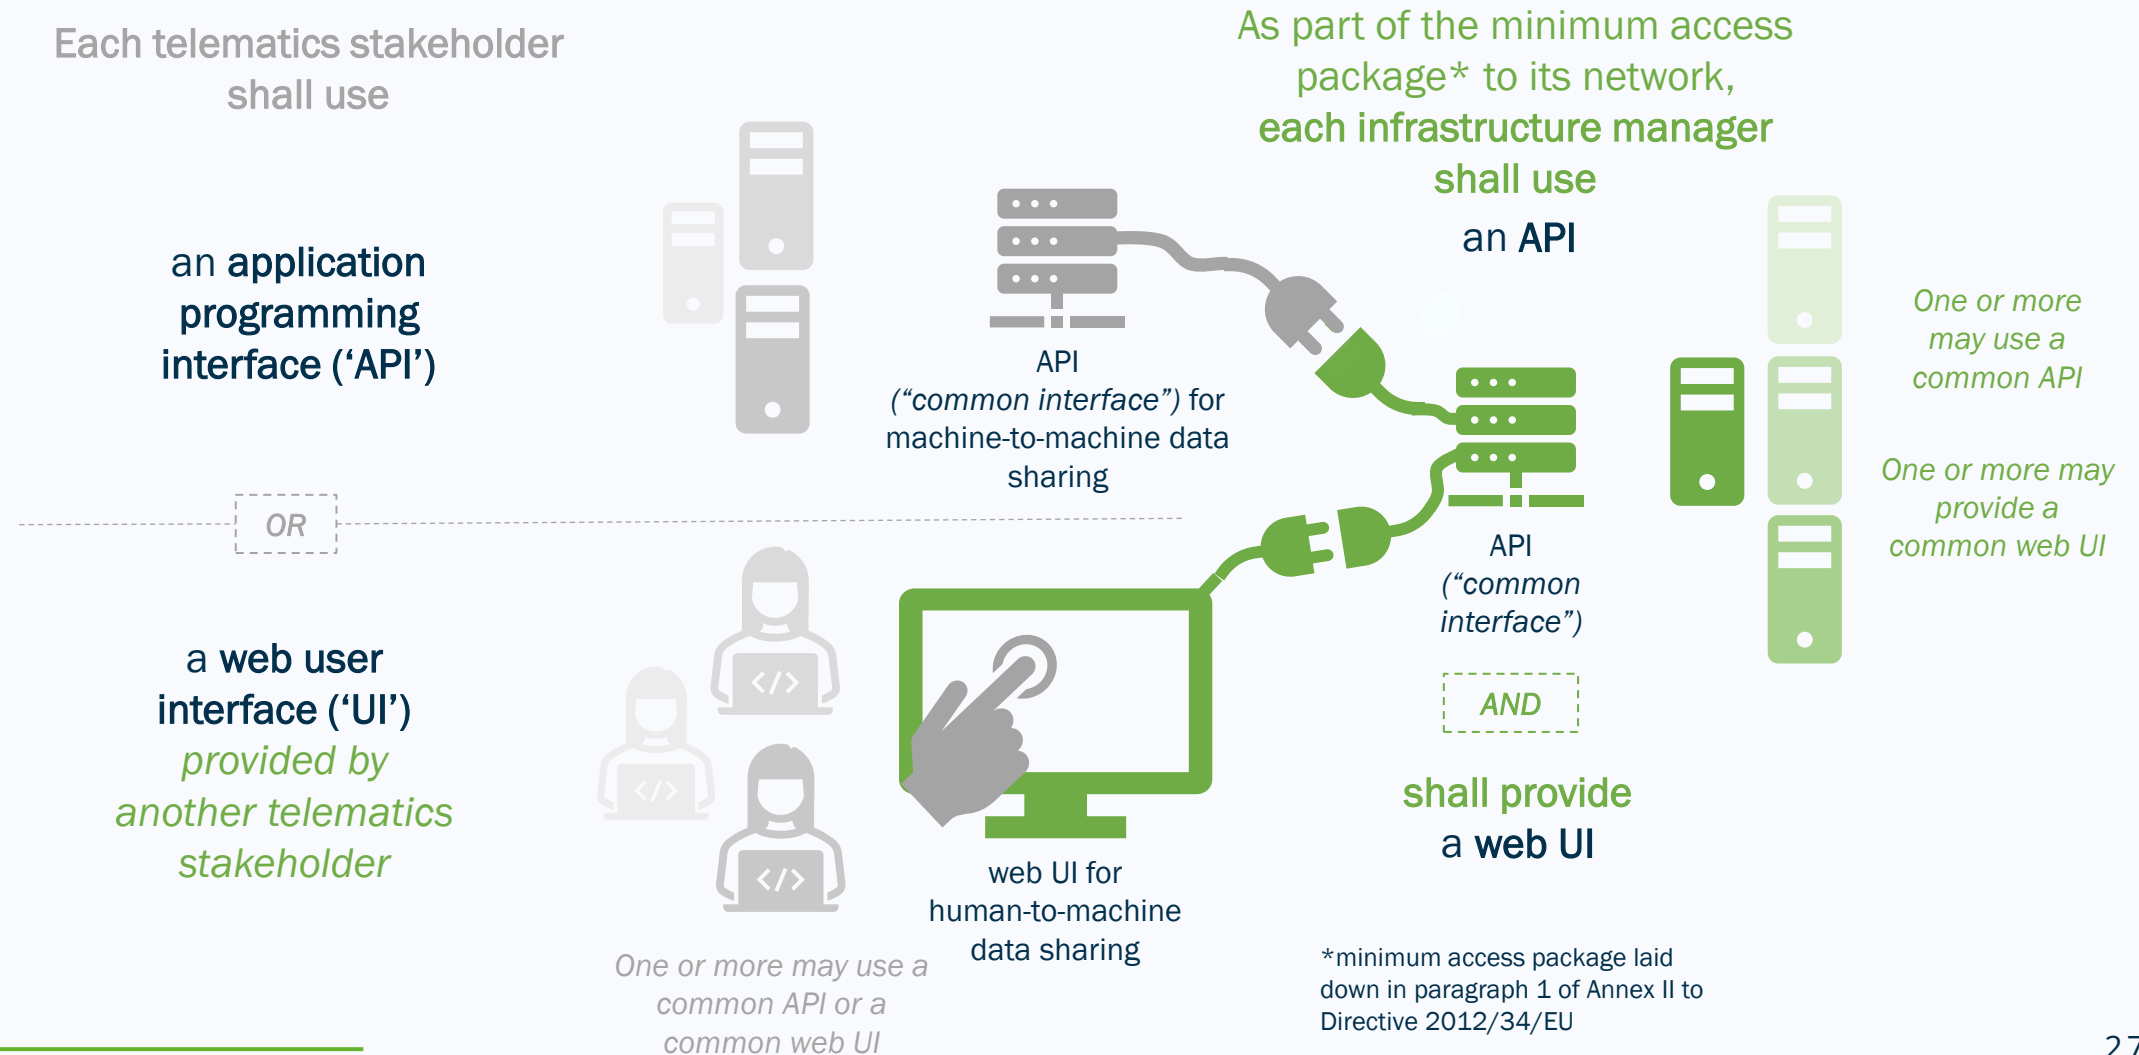 Each telematics stakeholder
shall use
an application
programming
interface (‘API’)
OR
a web user
interface (‘UI’)
provided by
another telematics
stakeholder
API
(“common interface”) for
machine-to-machine data
sharing
</>
</>
</>
One or more may use a
common API or a
common web UI
web UI for
human-to-machine
data sharing
As part of the minimum access
package* to its network,
each infrastructure manager
shall use
an API
API
(“common
interface”)
AND
shall provide
a web UI
One or more
may use a
common API
One or more may
provide a
common web UI
*minimum access package laid
down in paragraph 1 of Annex II to
Directive 2012/34/EU
27